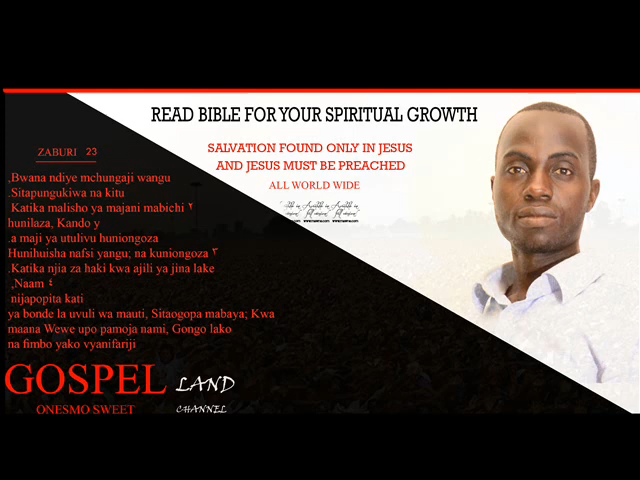 READ BIBLE FOR YOUR SPIRITUAL GROWTH
SALVATION FOUND ONLY IN JESUS
AND JESUS MUST BE PREACHED
ALL WORLD WIDE
ZABURI 23
,Bwana ndiye mchungaji wangu
.Sitapungukiwa na kitu
Katika malisho ya majani mabichi ٢
hunilaza, Kando y
.a maji ya utulivu huniongoza
Hunihuisha nafsi yangu; na kuniongoza ٣
.Katika njia za haki kwa ajili ya jina lake
,Naam ٤
nijapopita kati
ya bonde la uvuli wa mauti, Sitaogopa mabaya; Kwa
maana Wewe upo pamoja nami, Gongo lako
na fimbo yako vyanifariji
GOSPEL LAND
ONESMO SWEET CHANNEL